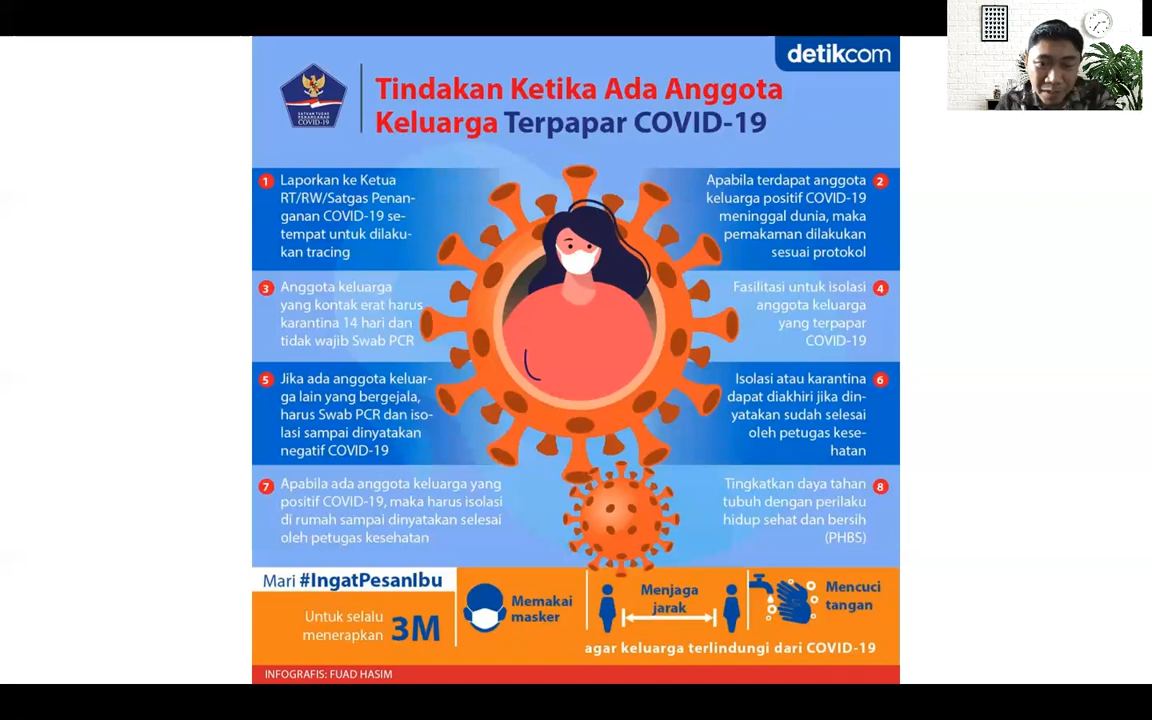 detikcom
SATUAN TUGAS
PENANGANAN
COVID-19
Tindakan Ketika Ada Anggota
Keluarga Terpapar COVID-19
1 Laporkan ke Ketua
RT/RW/Satgas Penan-
ganan COVID-19 se-
tempat untuk dilaku-
kan tracing
Apabila terdapat anggota 2
keluarga positif COVID-19
meninggal dunia, maka
pemakaman dilakukan
sesuai protokol
3 Anggota keluarga
yang kontak erat harus
karantina 14 hari dan
tidak wajib Swab PCR
Fasilitasi untuk isolasi 4
anggota keluarga
yang terpapar
COVID-19
5 Jika ada anggota keluar-
ga lain yang bergejala,
harus Swab PCR dan iso-
lasi sampai dinyatakan
negatif COVID-19
Isolasi atau karantina 6
dapat diakhiri jika din-
yatakan sudah selesai
oleh petugas kese-
hatan
7 Apabila ada anggota keluarga yang
positif COVID-19, maka harus isolasi
di rumah sampai dinyatakan selesai
oleh petugas kesehatan
Tingkatkan daya tahan 8
tubuh dengan perilaku
hidup sehat dan bersih
(PHBS)
Mari #IngatPesanIbu
Untuk selalu
menerapkan 3M
Memakai
masker
Menjaga
jarak
Mencuci
tangan
agar keluarga terlindungi dari COVID-19
INFOGRAFIS: FUAD HASIM